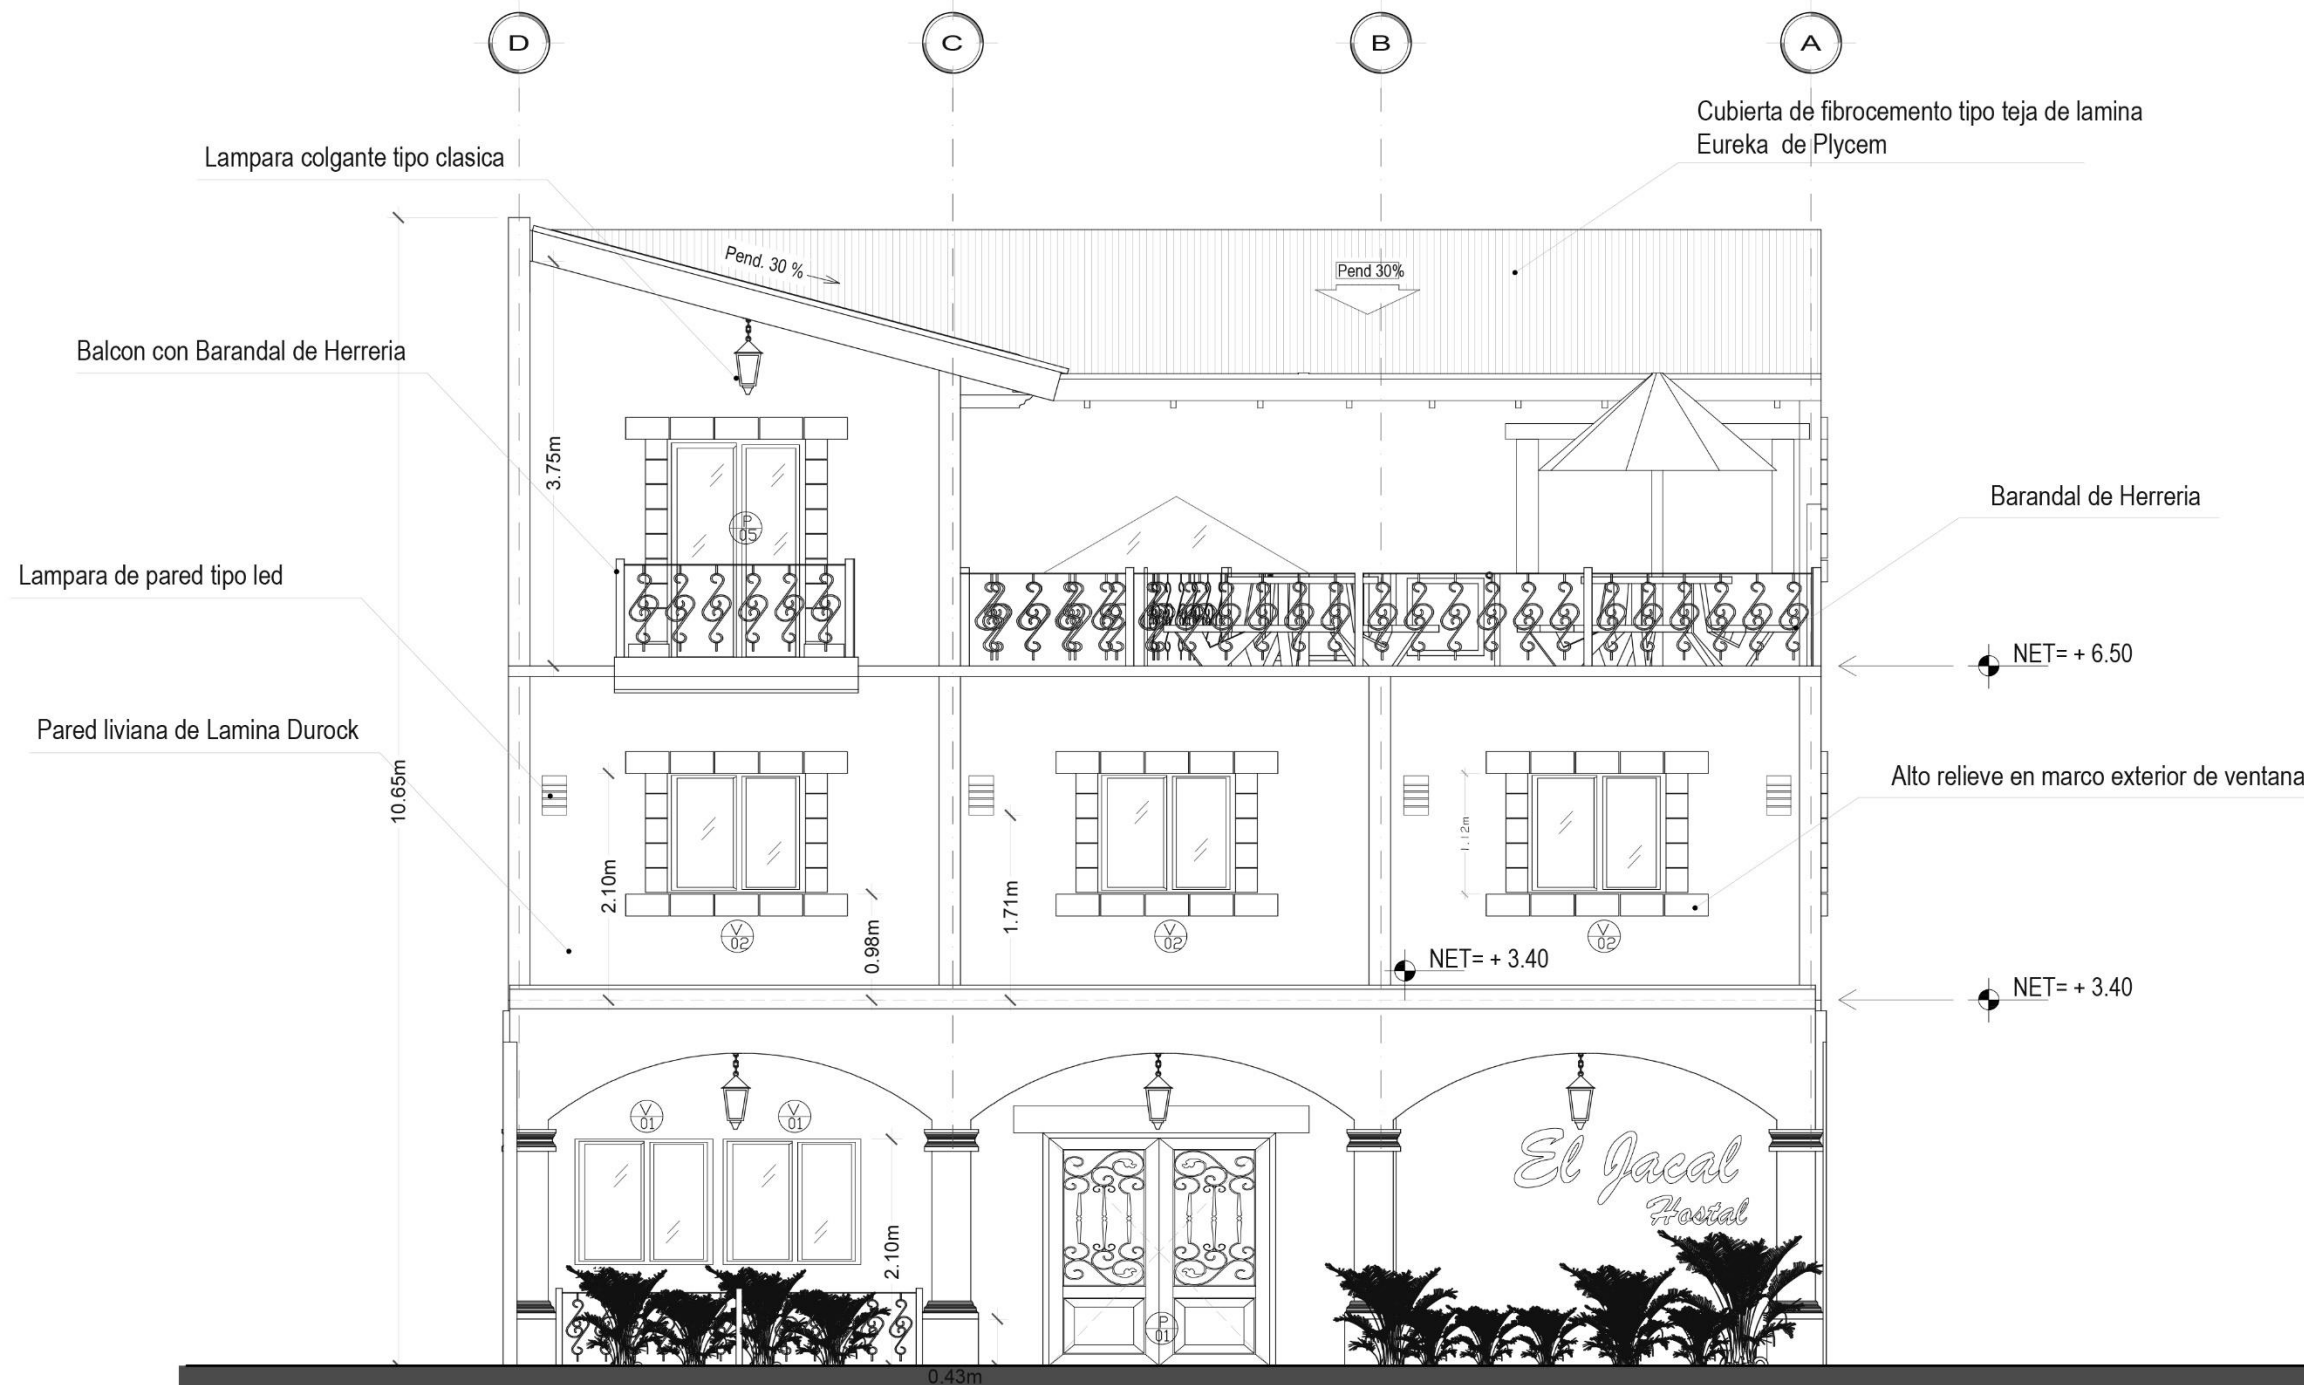 D
C
B
A
Cubierta de fibrocemento tipo teja de lamina
Eureka de Plycem
Lampara colgante tipo clasica
Pend. 30 %
Pend 30%
Balcon con Barandal de Herreria
3.75m
Barandal de Herreria
P
05
Lampara de pared tipo led
NET= + 6.50
Pared liviana de Lamina Durock
10.65m
Alto relieve en marco exterior de ventana
1.12m
2.10m
0.98m
1.71m
V
02
V
02
V
02
NET= + 3.40
NET= + 3.40
V
01
V
01
El Jacal
Hostal
2.10m
P
01
0.43m